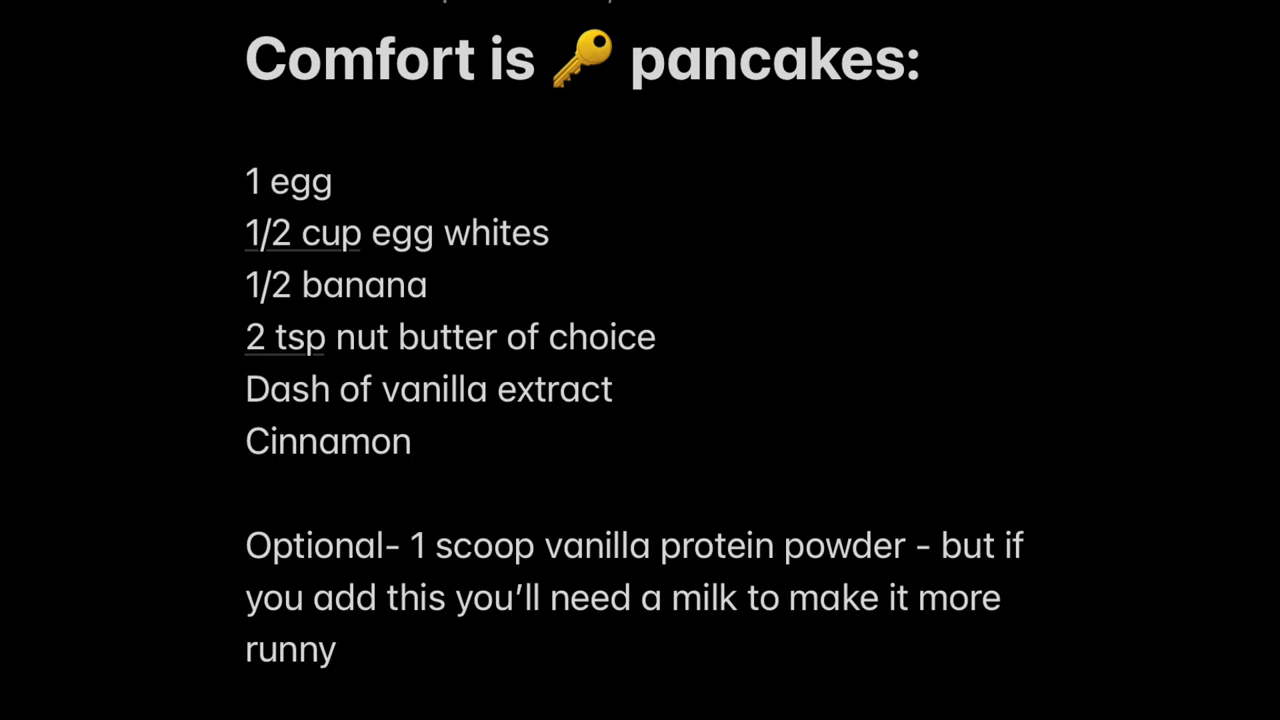 Comfort is 🔑 pancakes:
1 egg
1/2 cup egg whites
1/2 banana
2 tsp nut butter of choice
Dash of vanilla extract
Cinnamon
Optional- 1 scoop vanilla protein powder - but if
you add this you’ll need a milk to make it more
runny